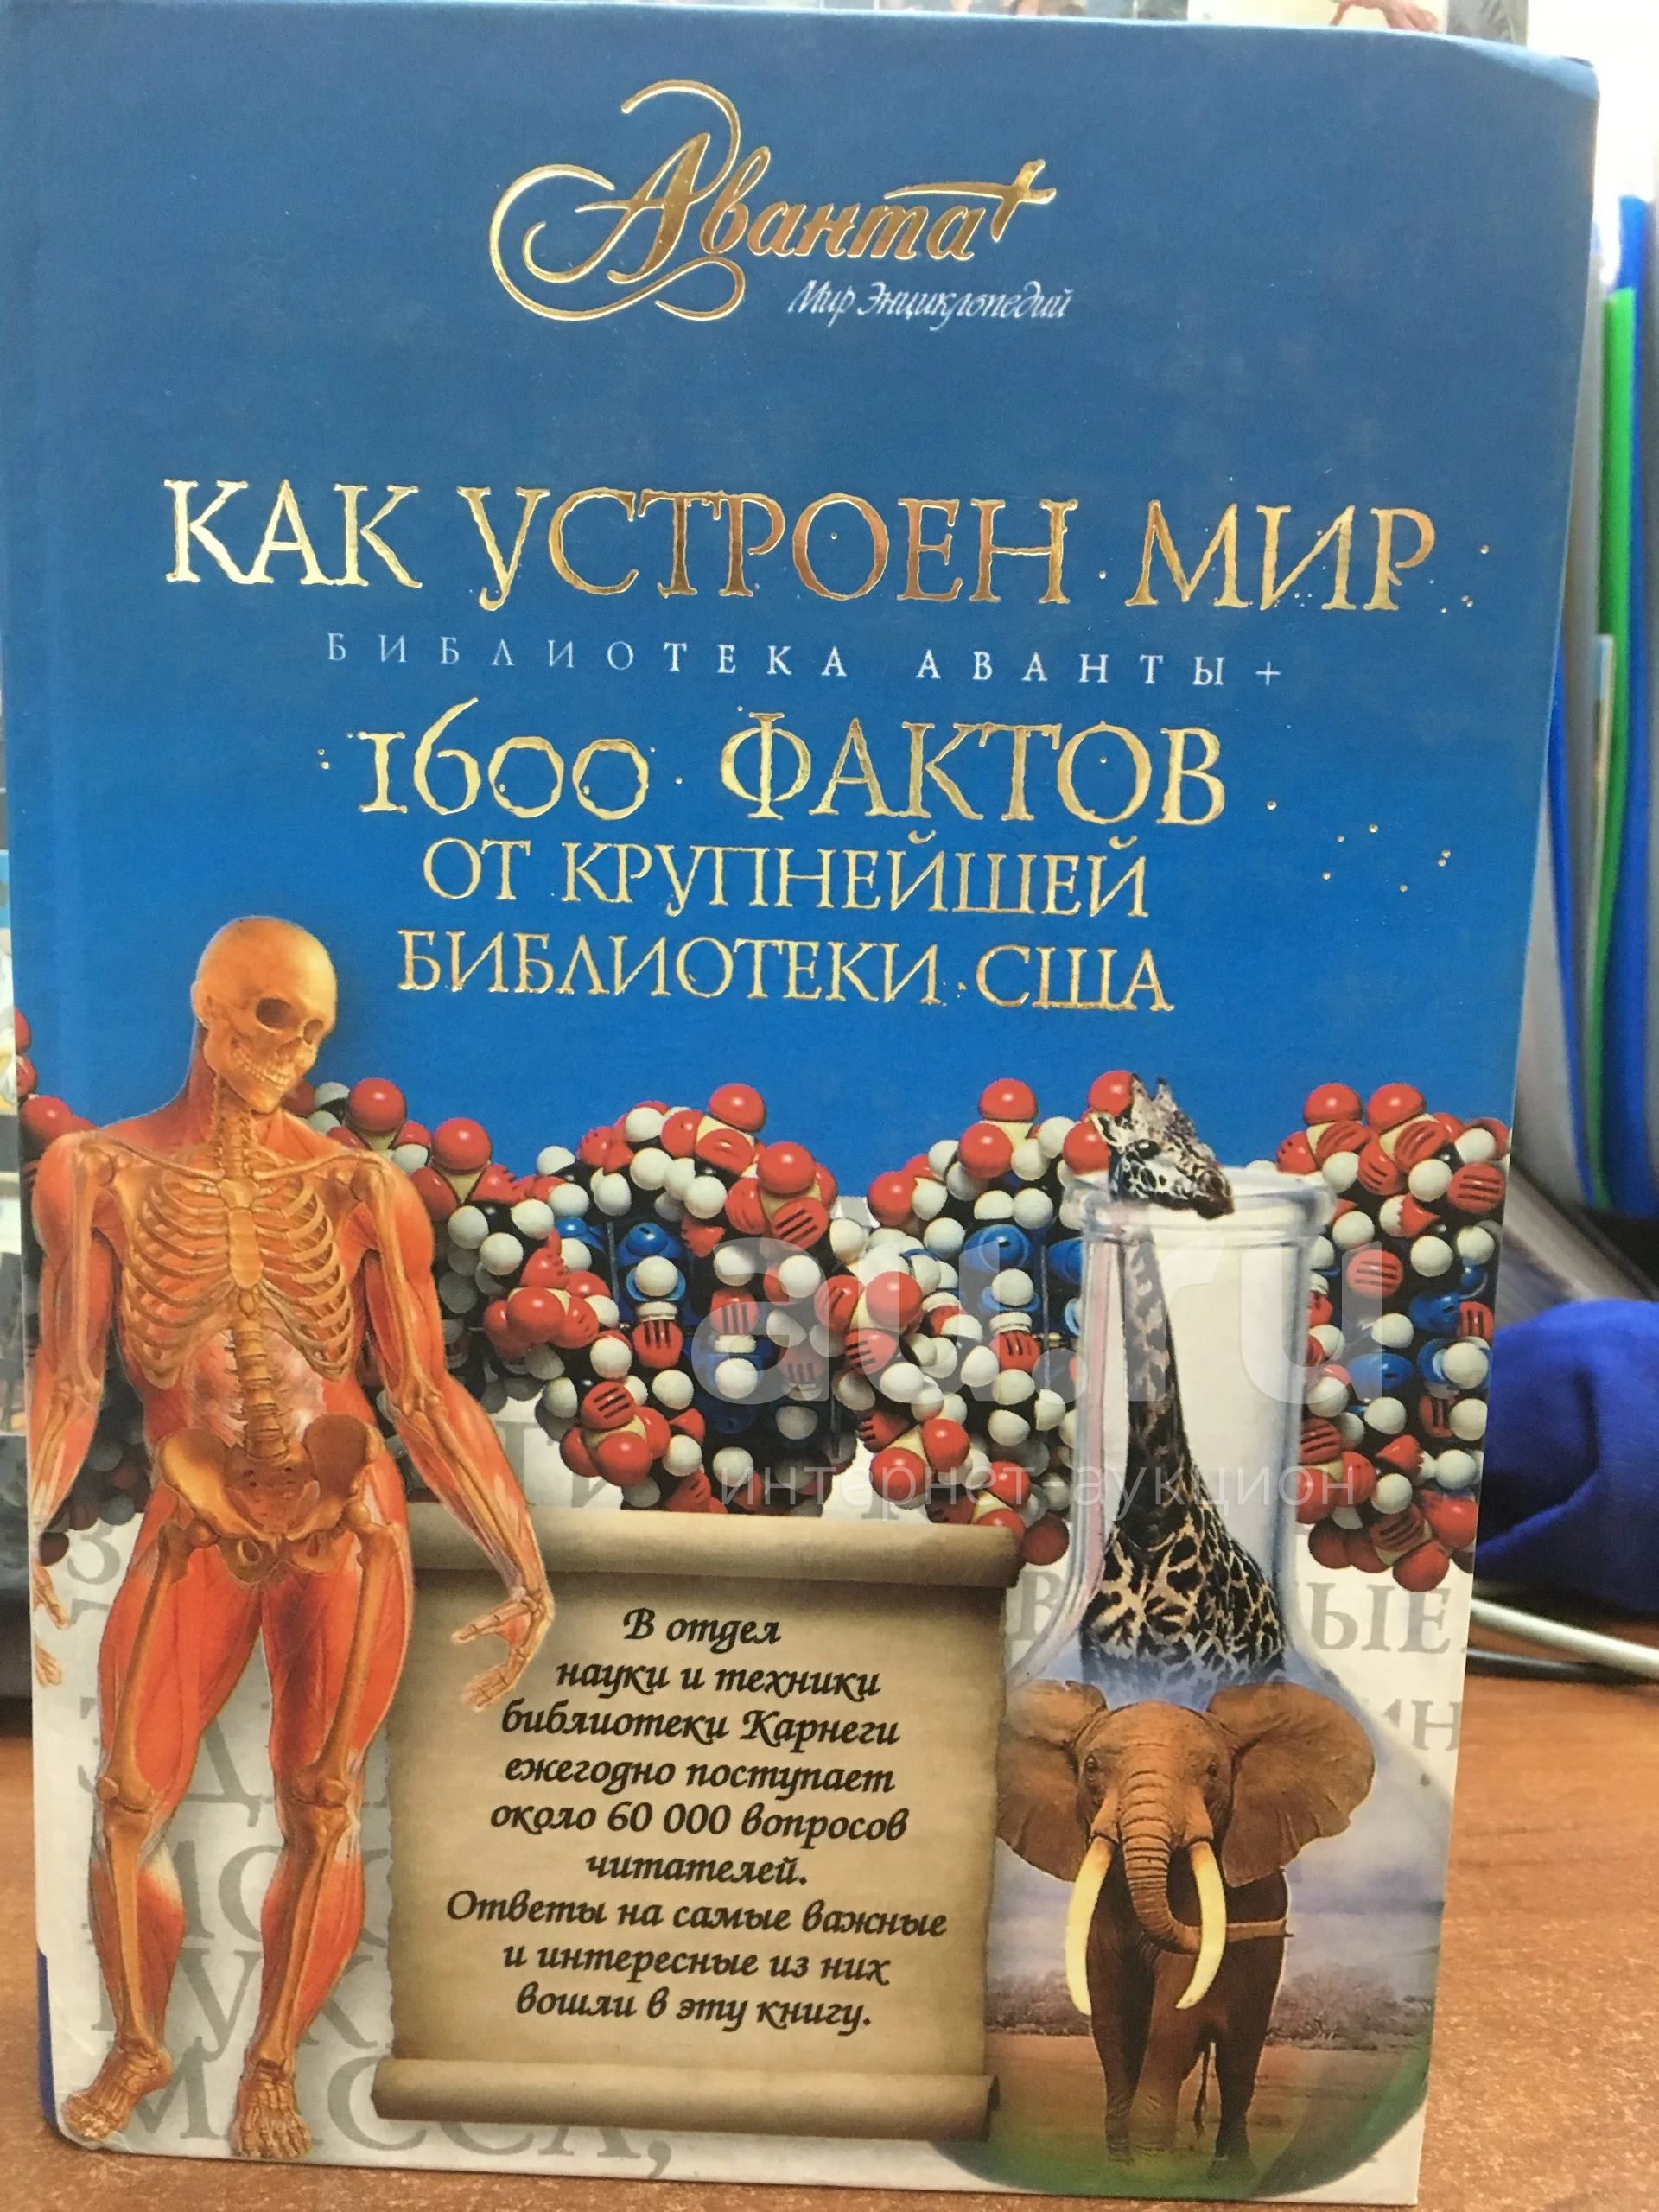 Аванта+
Мир Энциклопедий
КАК УСТРОЕН МИР
БИБЛИОТЕКА АВАНТЫ +
1600 ФАКТОВ
ОТ КРУПНЕЙШЕЙ
БИБЛИОТЕКИ США
au.ru
интернет-аукцион
В отдел
науки и техники
библиотеки Карнеги
ежегодно поступает
около 60 000 вопросов
читателей.
Ответы на самые важные
и интересные из них
вошли в эту книгу.